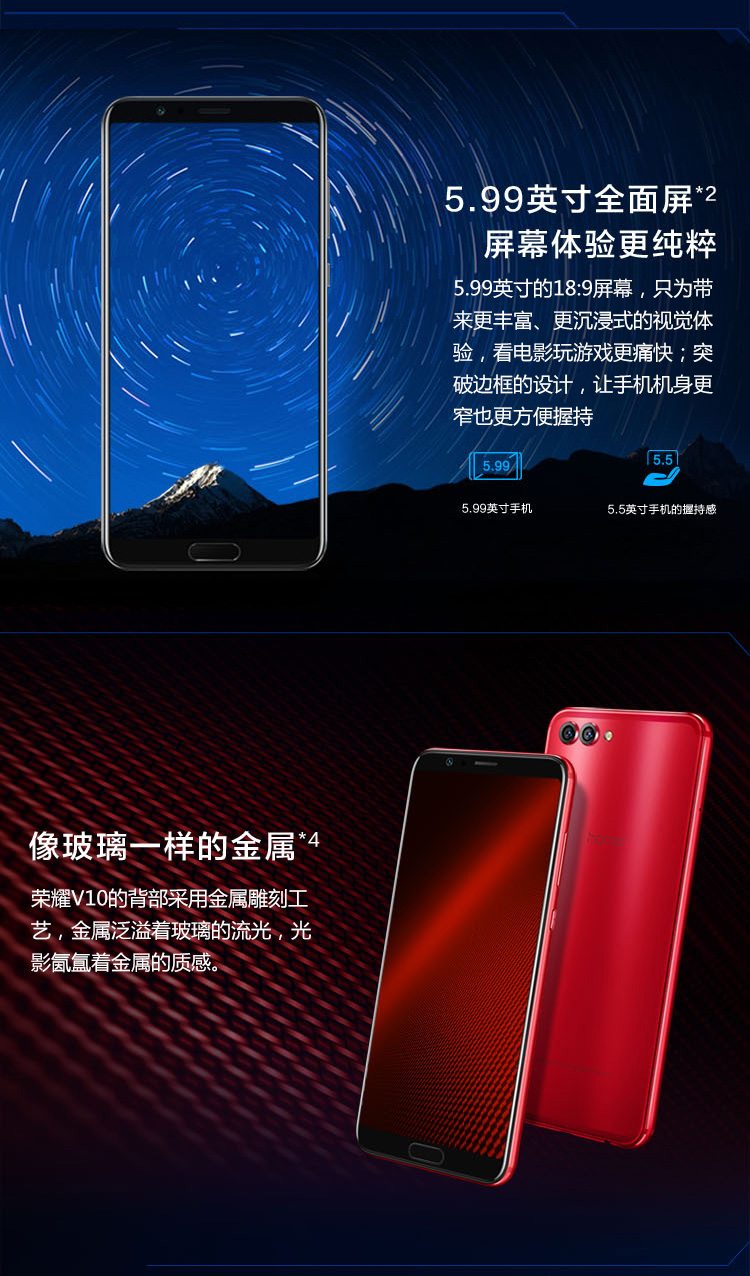 5.99英寸全面屏*2
屏幕体验更纯粹
5.99英寸的18:9屏幕，只为带
来更丰富、更沉浸式的视觉体
验，看电影玩游戏更痛快；突
破边框的设计，让手机机身更
窄也更方便握持
5.99
5.5
5.99英寸手机
5.5英寸手机的握持感
像玻璃一样的金属*4
荣耀V10的背部采用金属雕刻工
艺，金属泛溢着玻璃的流光，光
影氤氲着金属的质感。